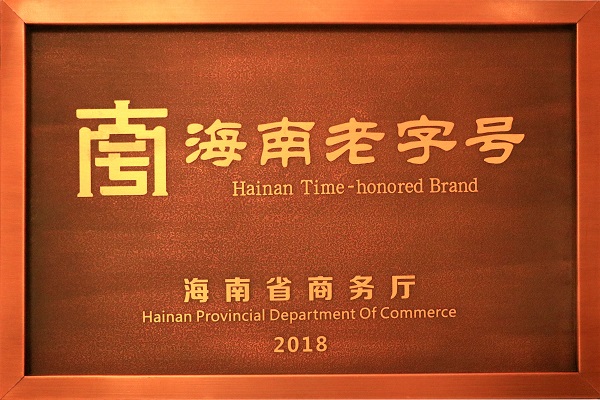 海南老字号
Hainan Time-honored Brand
海南省商务厅
Hainan Provincial Department Of Commerce
2018